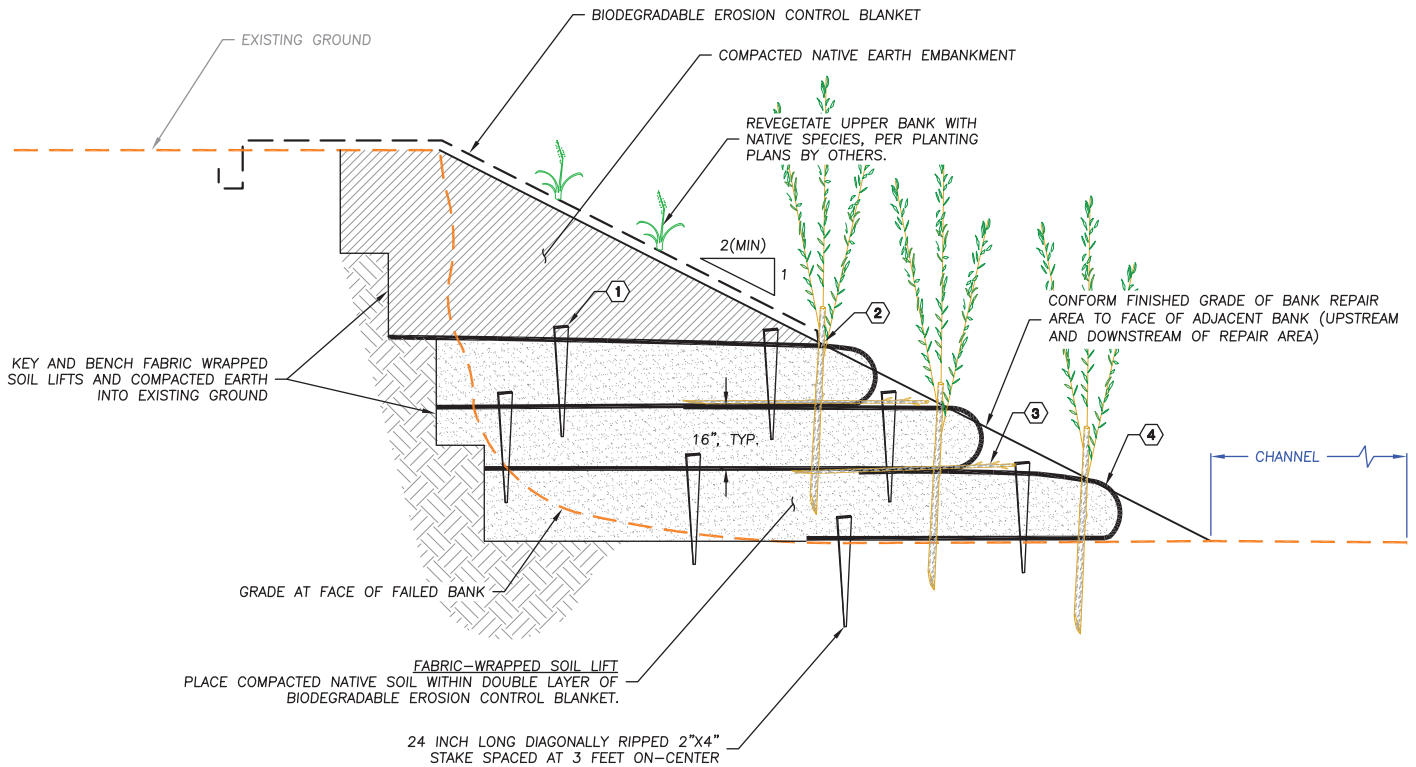 BIODEGRADABLE EROSION CONTROL BLANKET
EXISTING GROUND
COMPACTED NATIVE EARTH EMBANKMENT
REVEGETATE UPPER BANK WITH
NATIVE SPECIES, PER PLANTING
PLANS BY OTHERS.
2(MIN)
1
1
2
CONFORM FINISHED GRADE OF BANK REPAIR
AREA TO FACE OF ADJACENT BANK (UPSTREAM
AND DOWNSTREAM OF REPAIR AREA)
KEY AND BENCH FABRIC WRAPPED
SOIL LIFTS AND COMPACTED EARTH
INTO EXISTING GROUND
16", TYP.
3
4
CHANNEL
GRADE AT FACE OF FAILED BANK
FABRIC-WRAPPED SOIL LIFT
PLACE COMPACTED NATIVE SOIL WITHIN DOUBLE LAYER OF
BIODEGRADABLE EROSION CONTROL BLANKET.
24 INCH LONG DIAGONALLY RIPPED 2"X4"
STAKE SPACED AT 3 FEET ON-CENTER